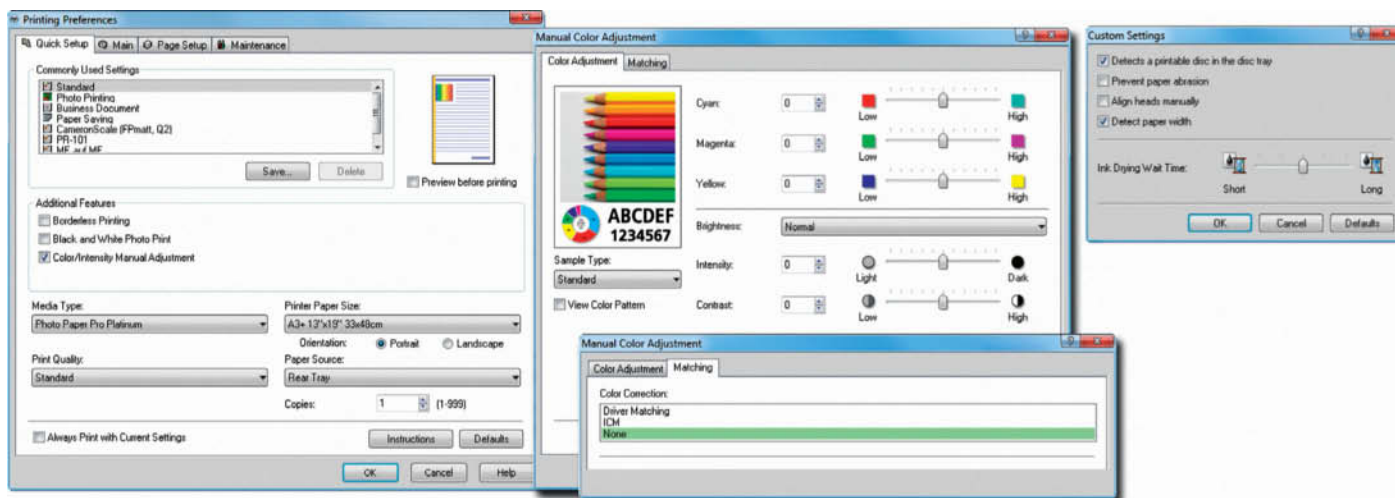 Printing Preferences
Quick Setup
Main
Page Setup
Maintenance
Commonly Used Settings
Standard
Photo Printing
Business Document
Paper Saving
CameronScale (FPmatt, Q2)
PR-101
Save...
Delete
Preview before printing
Additional Features
Borderless Printing
Black and White Photo Print
Color/Intensity Manual Adjustment
Media Type:
Printer Paper Size:
Photo Paper Pro Platinum
A3+ 13"x19" 33x48cm
Orientation:
Portrait
Landscape
Print Quality:
Paper Source:
Standard
Rear Tray
Copies:
1
(1-999)
Always Print with Current Settings
Instructions
Defaults
OK
Cancel
Help
Manual Color Adjustment
Color Adjustment
Matching
ABCDEF
1234567
Sample Type:
Standard
View Color Pattern
Cyan:
0
Low
High
Magenta:
0
Low
High
Yellow:
0
Low
High
Brightness:
Normal
Intensity:
0
Light
Dark
Contrast:
0
Low
High
Manual Color Adjustment
Color Adjustment
Matching
Color Correction:
Driver Matching
ICM
None
Custom Settings
Detects a printable disc in the disc tray
Prevent paper abrasion
Align heads manually
Detect paper width
Ink Drying Wait Time:
Short
Long
OK
Cancel
Defaults